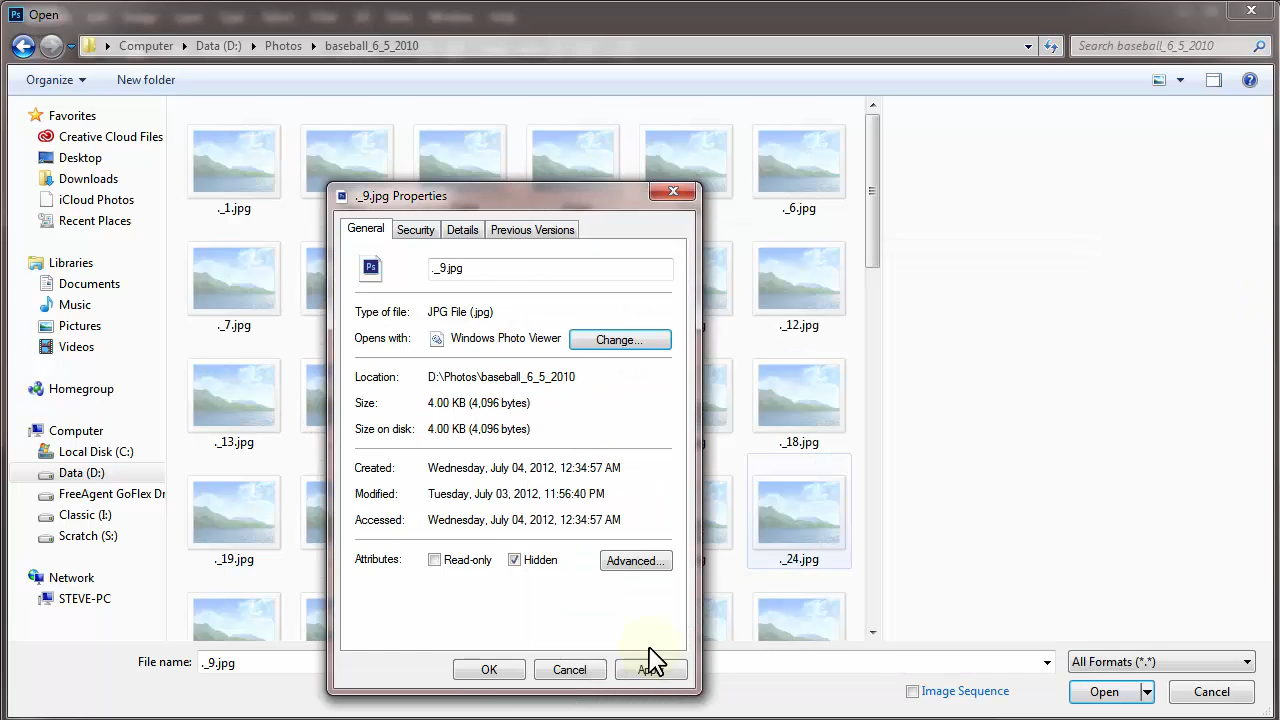 Ps Open
Computer Data (D:) Photos baseball_6_5_2010 Search baseball_6_5_2010
Organize New folder
Favorites
Creative Cloud Files
Desktop
Downloads
iCloud Photos
Recent Places
Libraries
Documents
Music
Pictures
Videos
Homegroup
Computer
Local Disk (C:)
Data (D:)
FreeAgent GoFlex Dr
Classic (I:)
Scratch (S:)
Network
STEVE-PC
._1.jpg ._6.jpg
._7.jpg ._12.jpg
._13.jpg ._18.jpg
._19.jpg ._24.jpg
._9.jpg Properties
General Security Details Previous Versions
Ps ._9.jpg
Type of file: JPG File (.jpg)
Opens with: Windows Photo Viewer Change...
Location: D:\Photos\baseball_6_5_2010
Size: 4.00 KB (4,096 bytes)
Size on disk: 4.00 KB (4,096 bytes)
Created: Wednesday, July 04, 2012, 12:34:57 AM
Modified: Tuesday, July 03, 2012, 11:56:40 PM
Accessed: Wednesday, July 04, 2012, 12:34:57 AM
Attributes: Read-only Hidden Advanced...
OK Cancel
File name: ._9.jpg All Formats (*.*)
Image Sequence Open Cancel